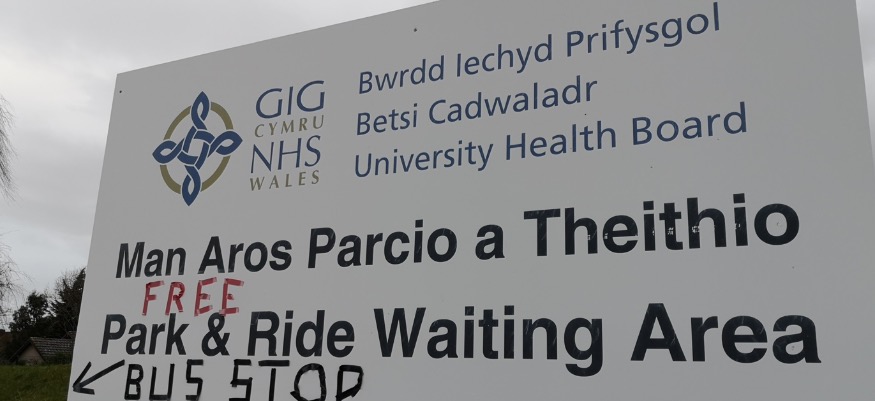 GIG
CYMRU
NHS
WALES
Bwrdd Iechyd Prifysgol
Betsi Cadwaladr
University Health Board
Man Aros Parcio a Theithio
FREE
Park & Ride Waiting Area
← BUS STOP